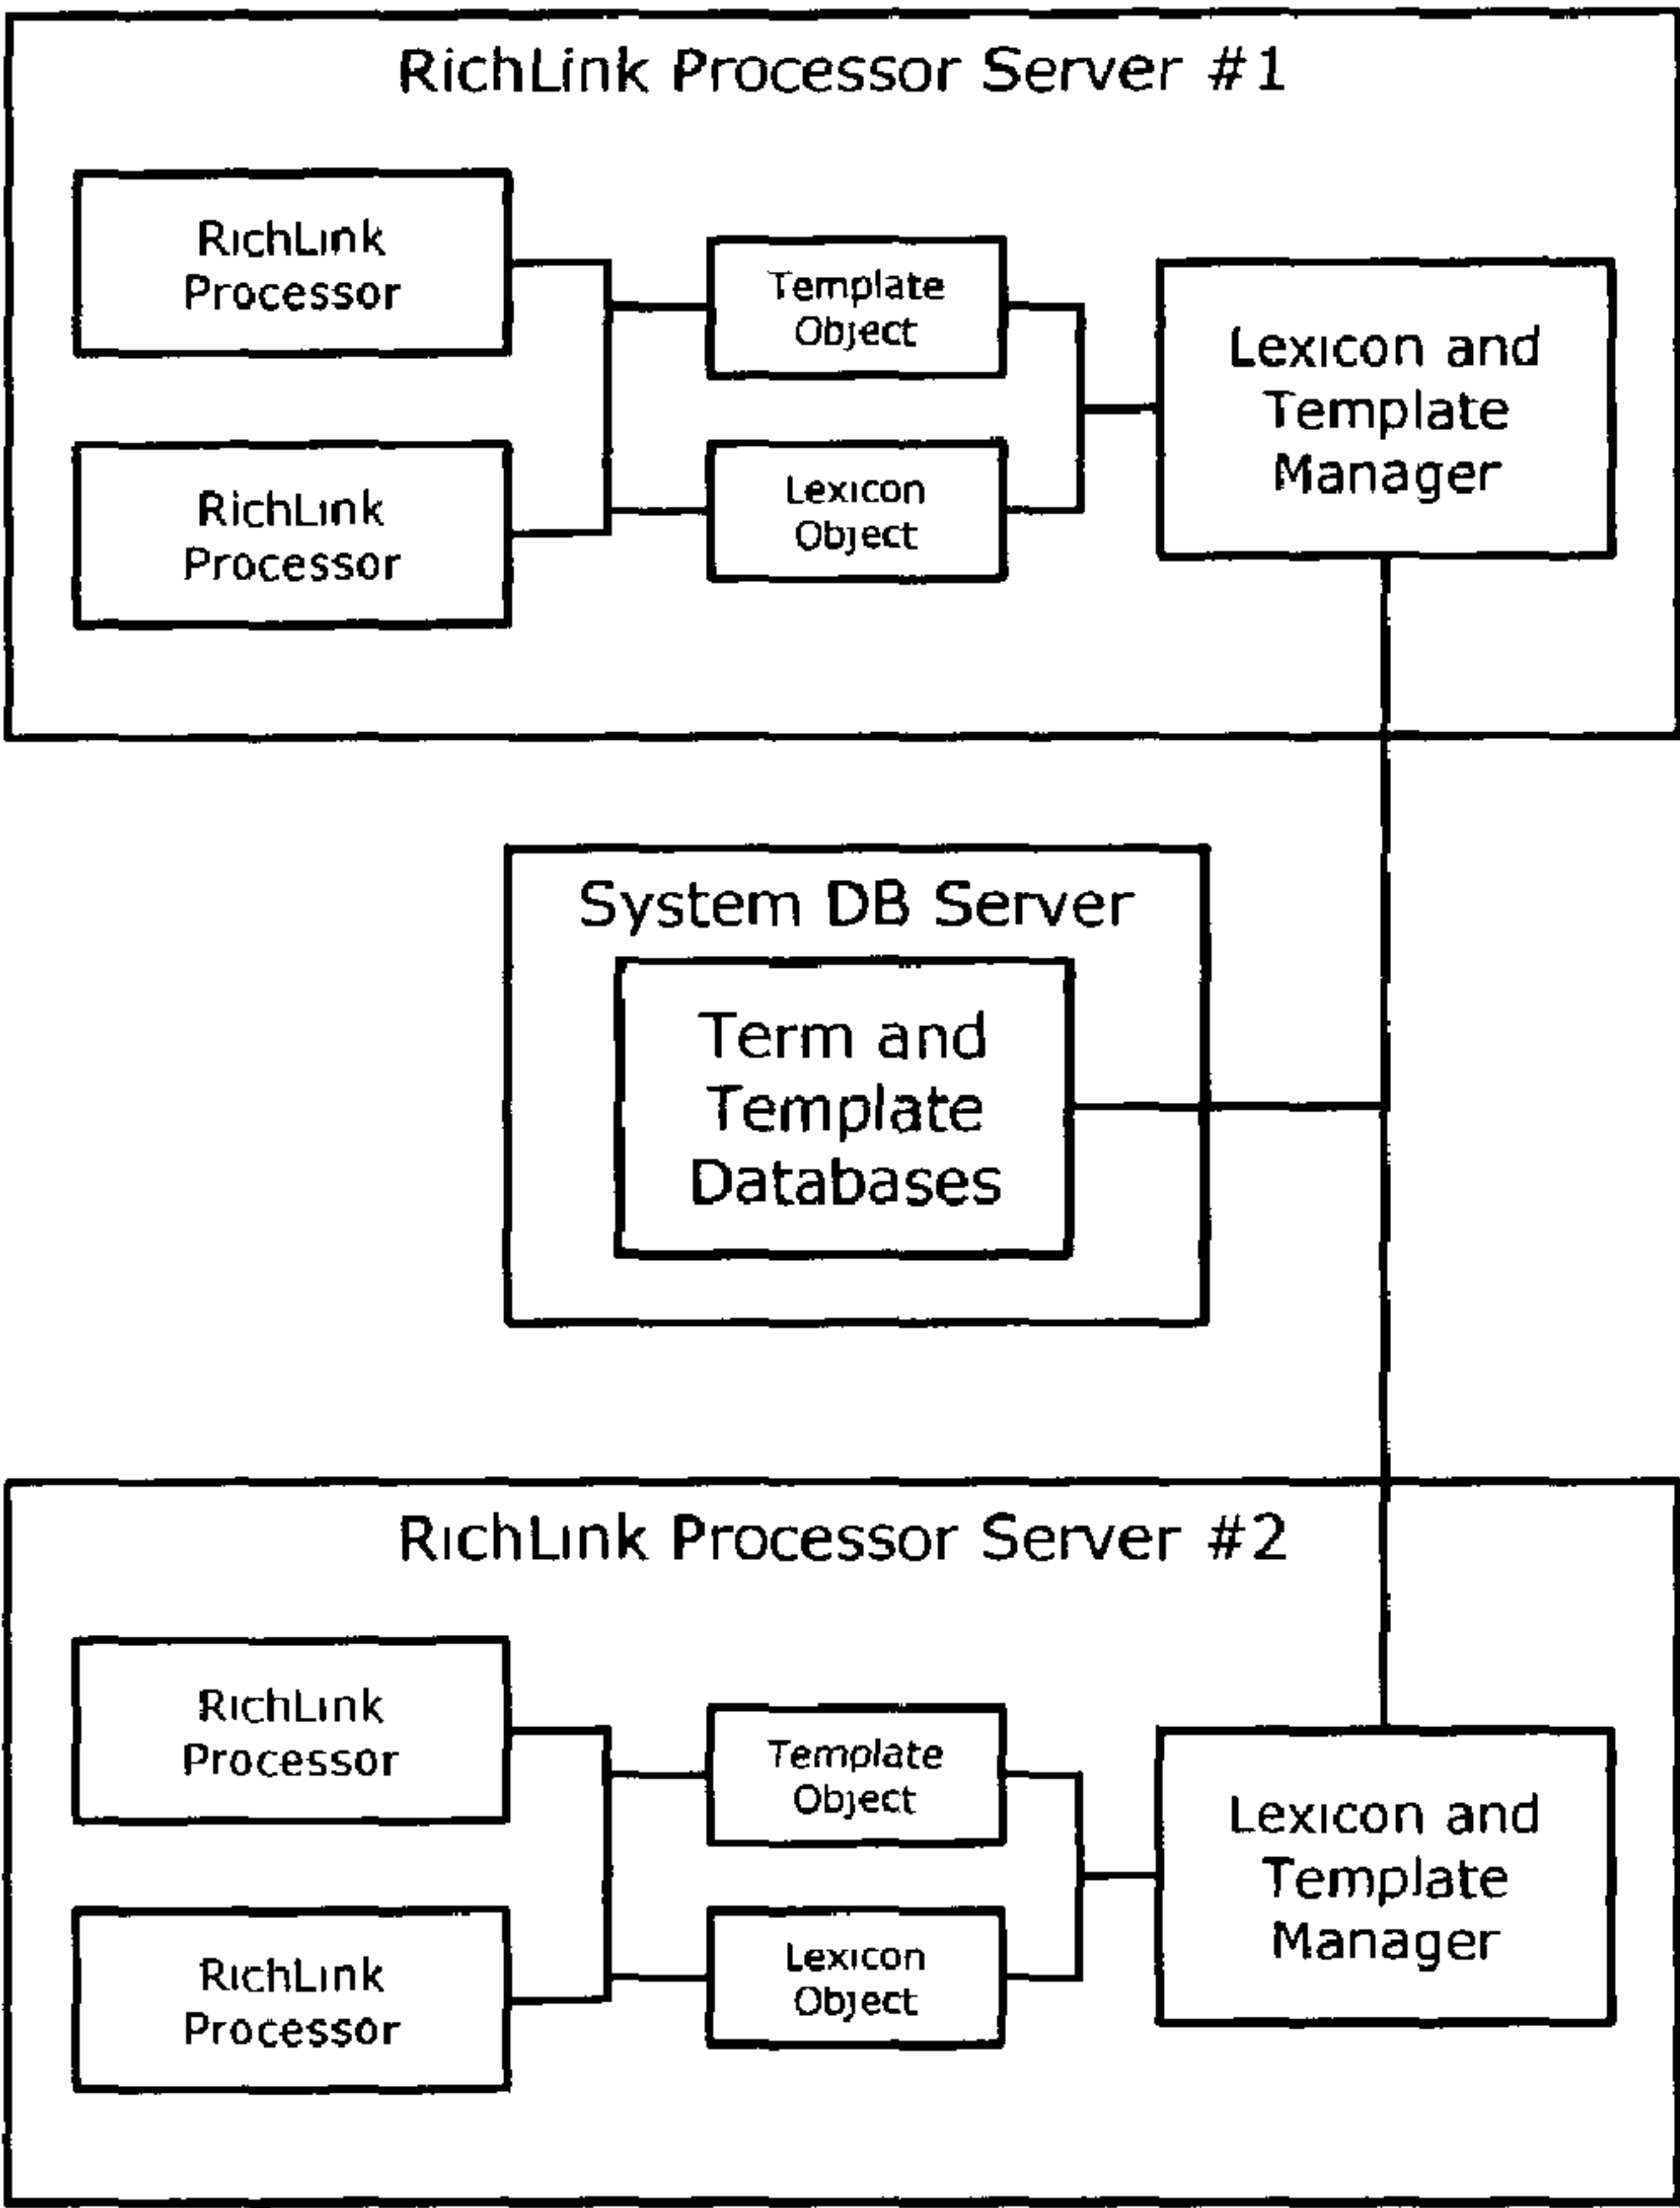 RichLink Processor Server #1
RichLink
Processor
Template
Object
Lexicon and
Template
Manager
RichLink
Processor
Lexicon
Object
System DB Server
Term and
Template
Databases
RichLink Processor Server #2
RichLink
Processor
Template
Object
Lexicon and
Template
Manager
RichLink
Processor
Lexicon
Object